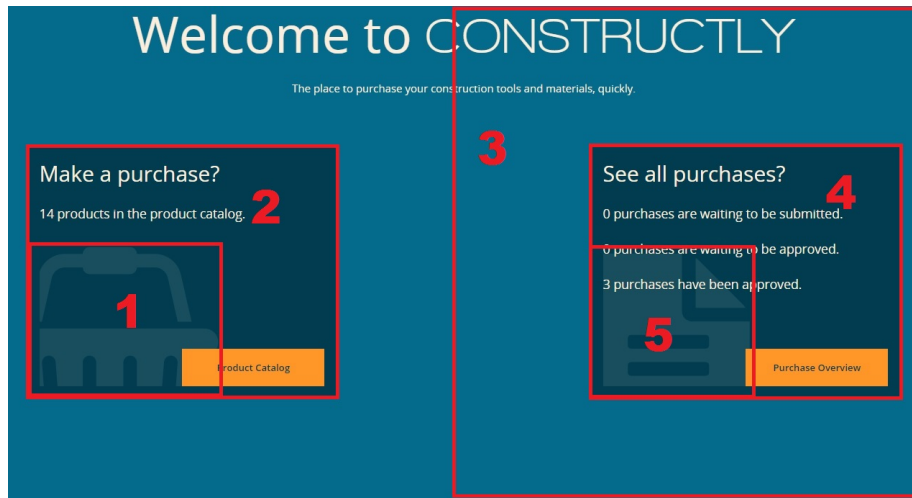 Welcome to CONSTRUCTLY
The place to purchase your construction tools and materials, quickly.
3
Make a purchase?
14 products in the product catalog.
2
1
Product Catalog
See all purchases?
4
0 purchases are waiting to be submitted.
0 purchases are waiting to be approved.
3 purchases have been approved.
5
Purchase Overview